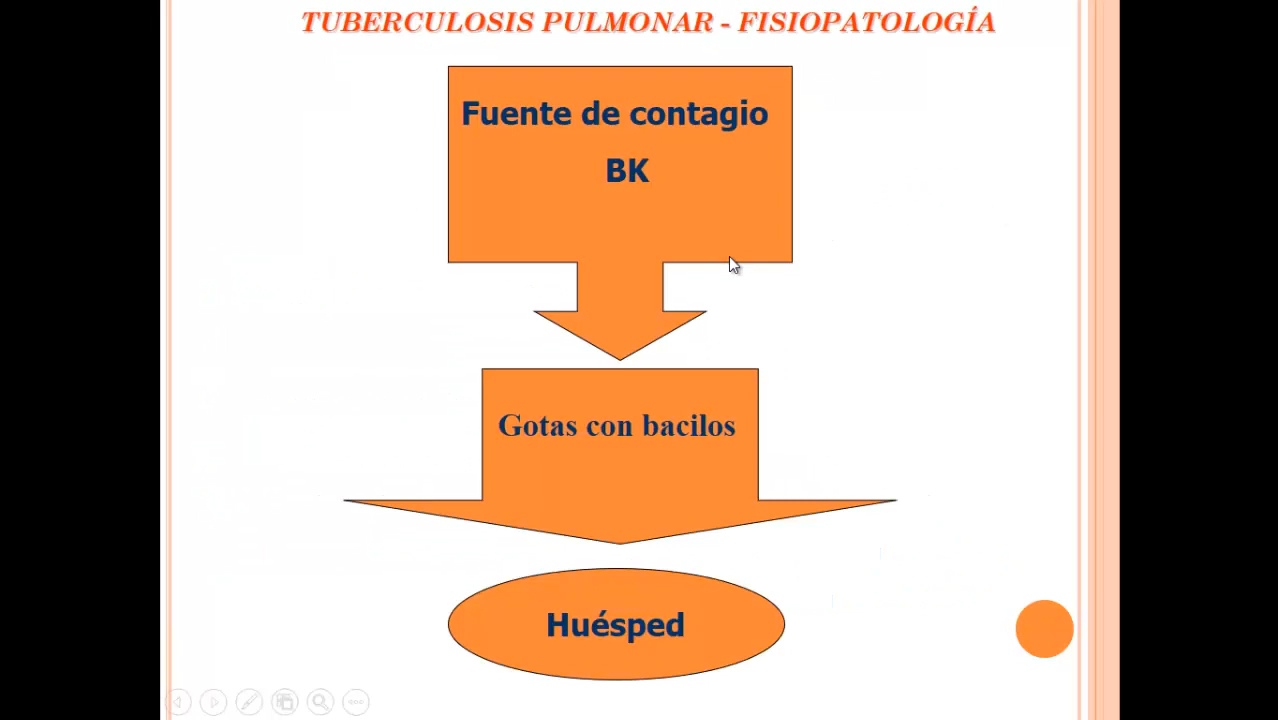 TUBERCULOSIS PULMONAR - FISIOPATOLOGÍA
Fuente de contagio
BK
Gotas con bacilos
Huésped